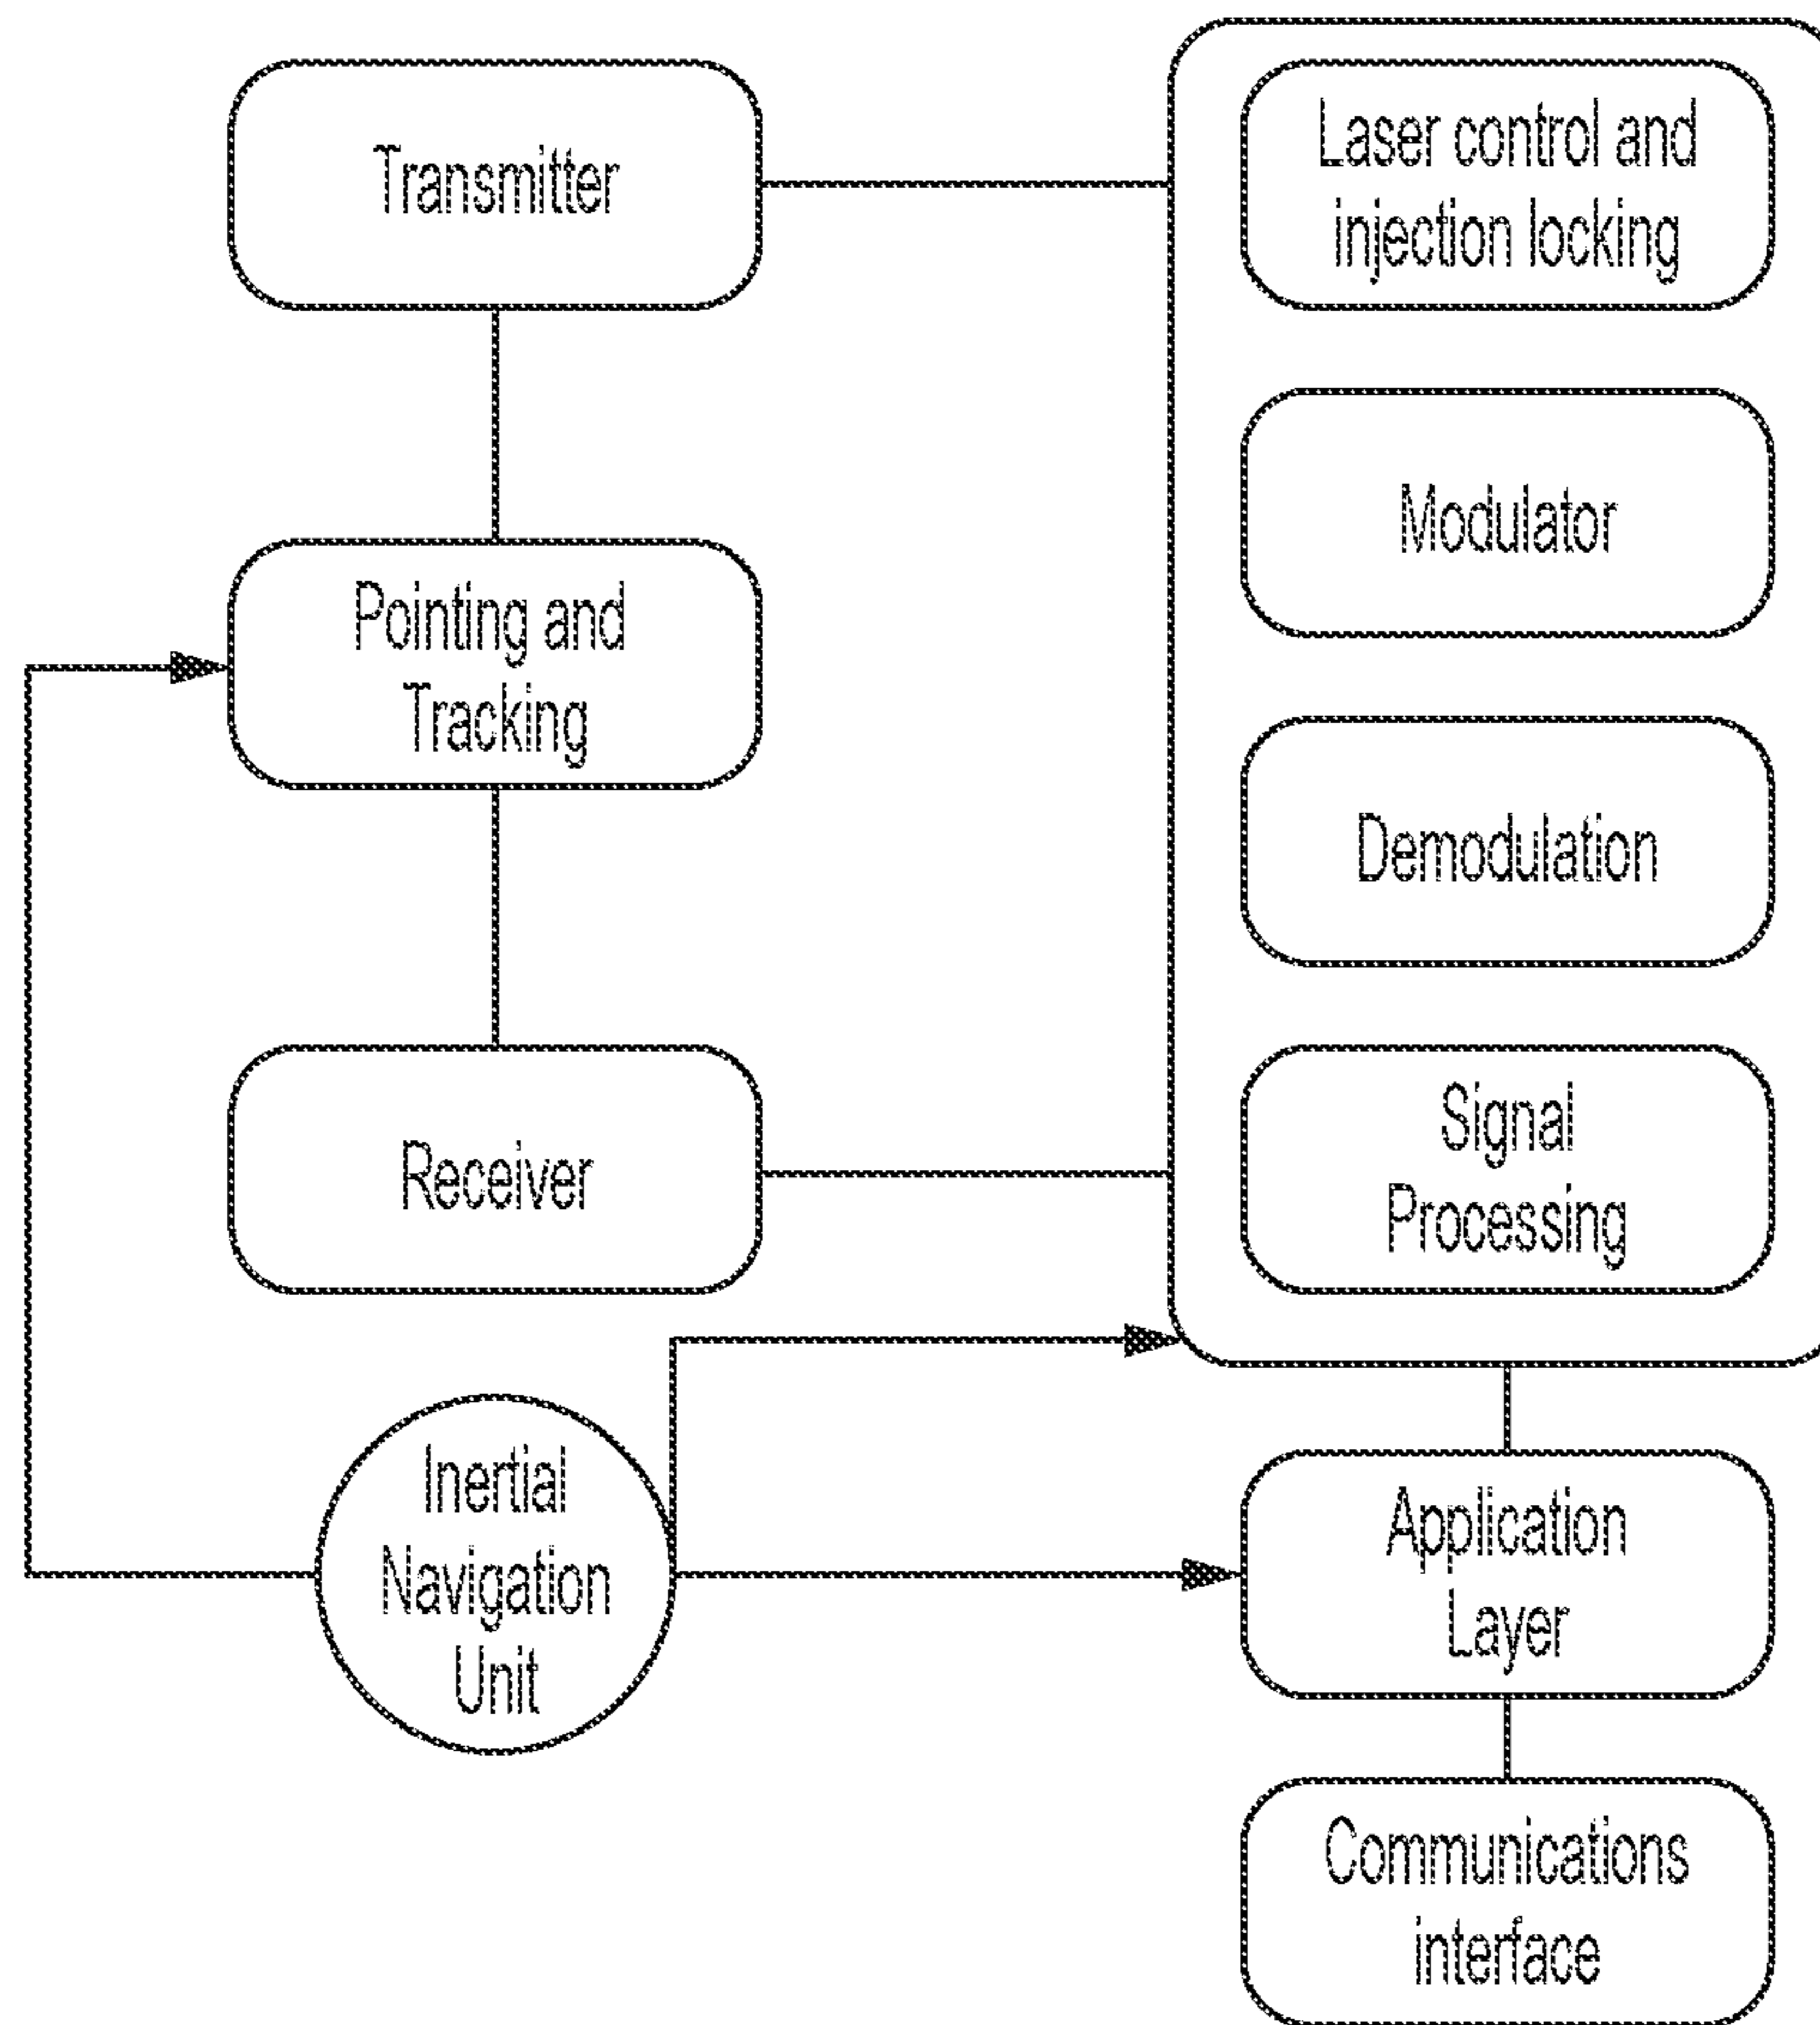 Transmitter
Pointing and
Tracking
Receiver
Inertial
Navigation
Unit
Laser control and
injection locking
Modulator
Demodulation
Signal
Processing
Application
Layer
Communications
interface